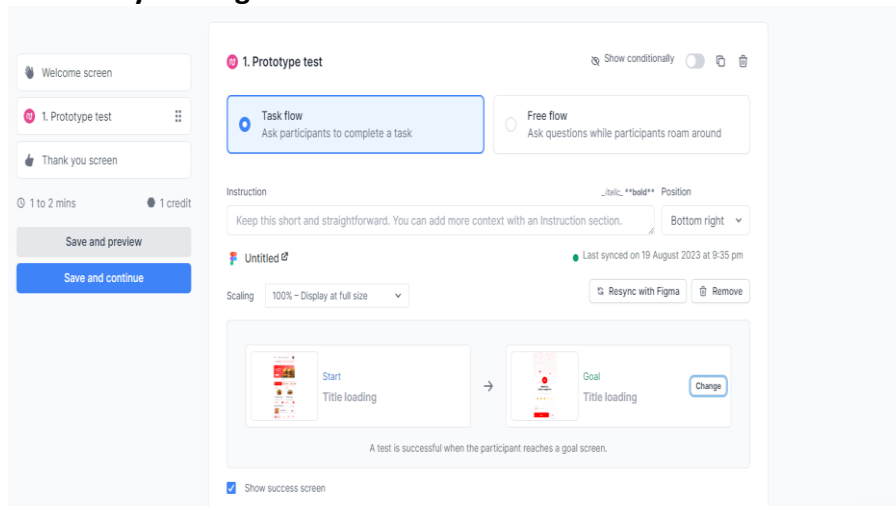 Welcome screen
1. Prototype test
Thank you screen
1 to 2 mins
1 credit
Save and preview
Save and continue
1. Prototype test
Show conditionally
Task flow
Ask participants to complete a task
Free flow
Ask questions while participants roam around
Instruction
_italic_ **bold** Position
Keep this short and straightforward. You can add more context with an Instruction section.
Bottom right
Untitled
Last synced on 19 August 2023 at 9:35 pm
Scaling
100% – Display at full size
Resync with Figma
Remove
Start
Title loading
→
Goal
Title loading
Change
A test is successful when the participant reaches a goal screen.
Show success screen